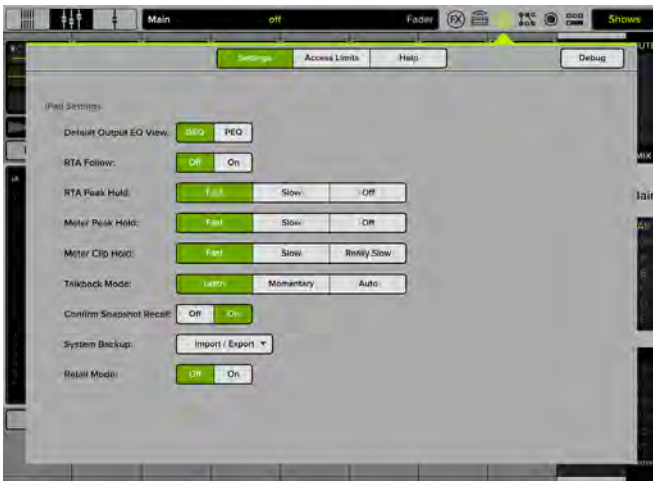 Main off Fader FX Shows
Settings Access Limits Help Debug
iPad Settings
Default Output EQ View: GEQ PEQ
RTA Follow: Off On
RTA Peak Hold: Fast Slow Off
Meter Peak Hold: Fast Slow Off
Meter Clip Hold: Fast Slow Really Slow
Talkback Mode: Latch Momentary Auto
Confirm Snapshot Recall: Off On
System Backup: Import / Export
Retail Mode: Off On